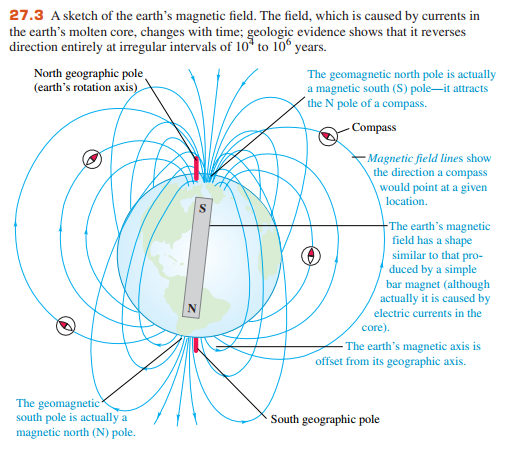 27.3 A sketch of the earth's magnetic field. The field, which is caused by currents in
the earth's molten core, changes with time; geologic evidence shows that it reverses
direction entirely at irregular intervals of 10⁴ to 10⁶ years.
North geographic pole
(earth's rotation axis)
The geomagnetic north pole is actually
a magnetic south (S) pole—it attracts
the N pole of a compass.
Compass
Magnetic field lines show
the direction a compass
would point at a given
location.
S
The earth's magnetic
field has a shape
similar to that pro-
duced by a simple
bar magnet (although
actually it is caused by
electric currents in the
core).
N
The earth's magnetic axis is
offset from its geographic axis.
The geomagnetic
south pole is actually a
magnetic north (N) pole.
South geographic pole